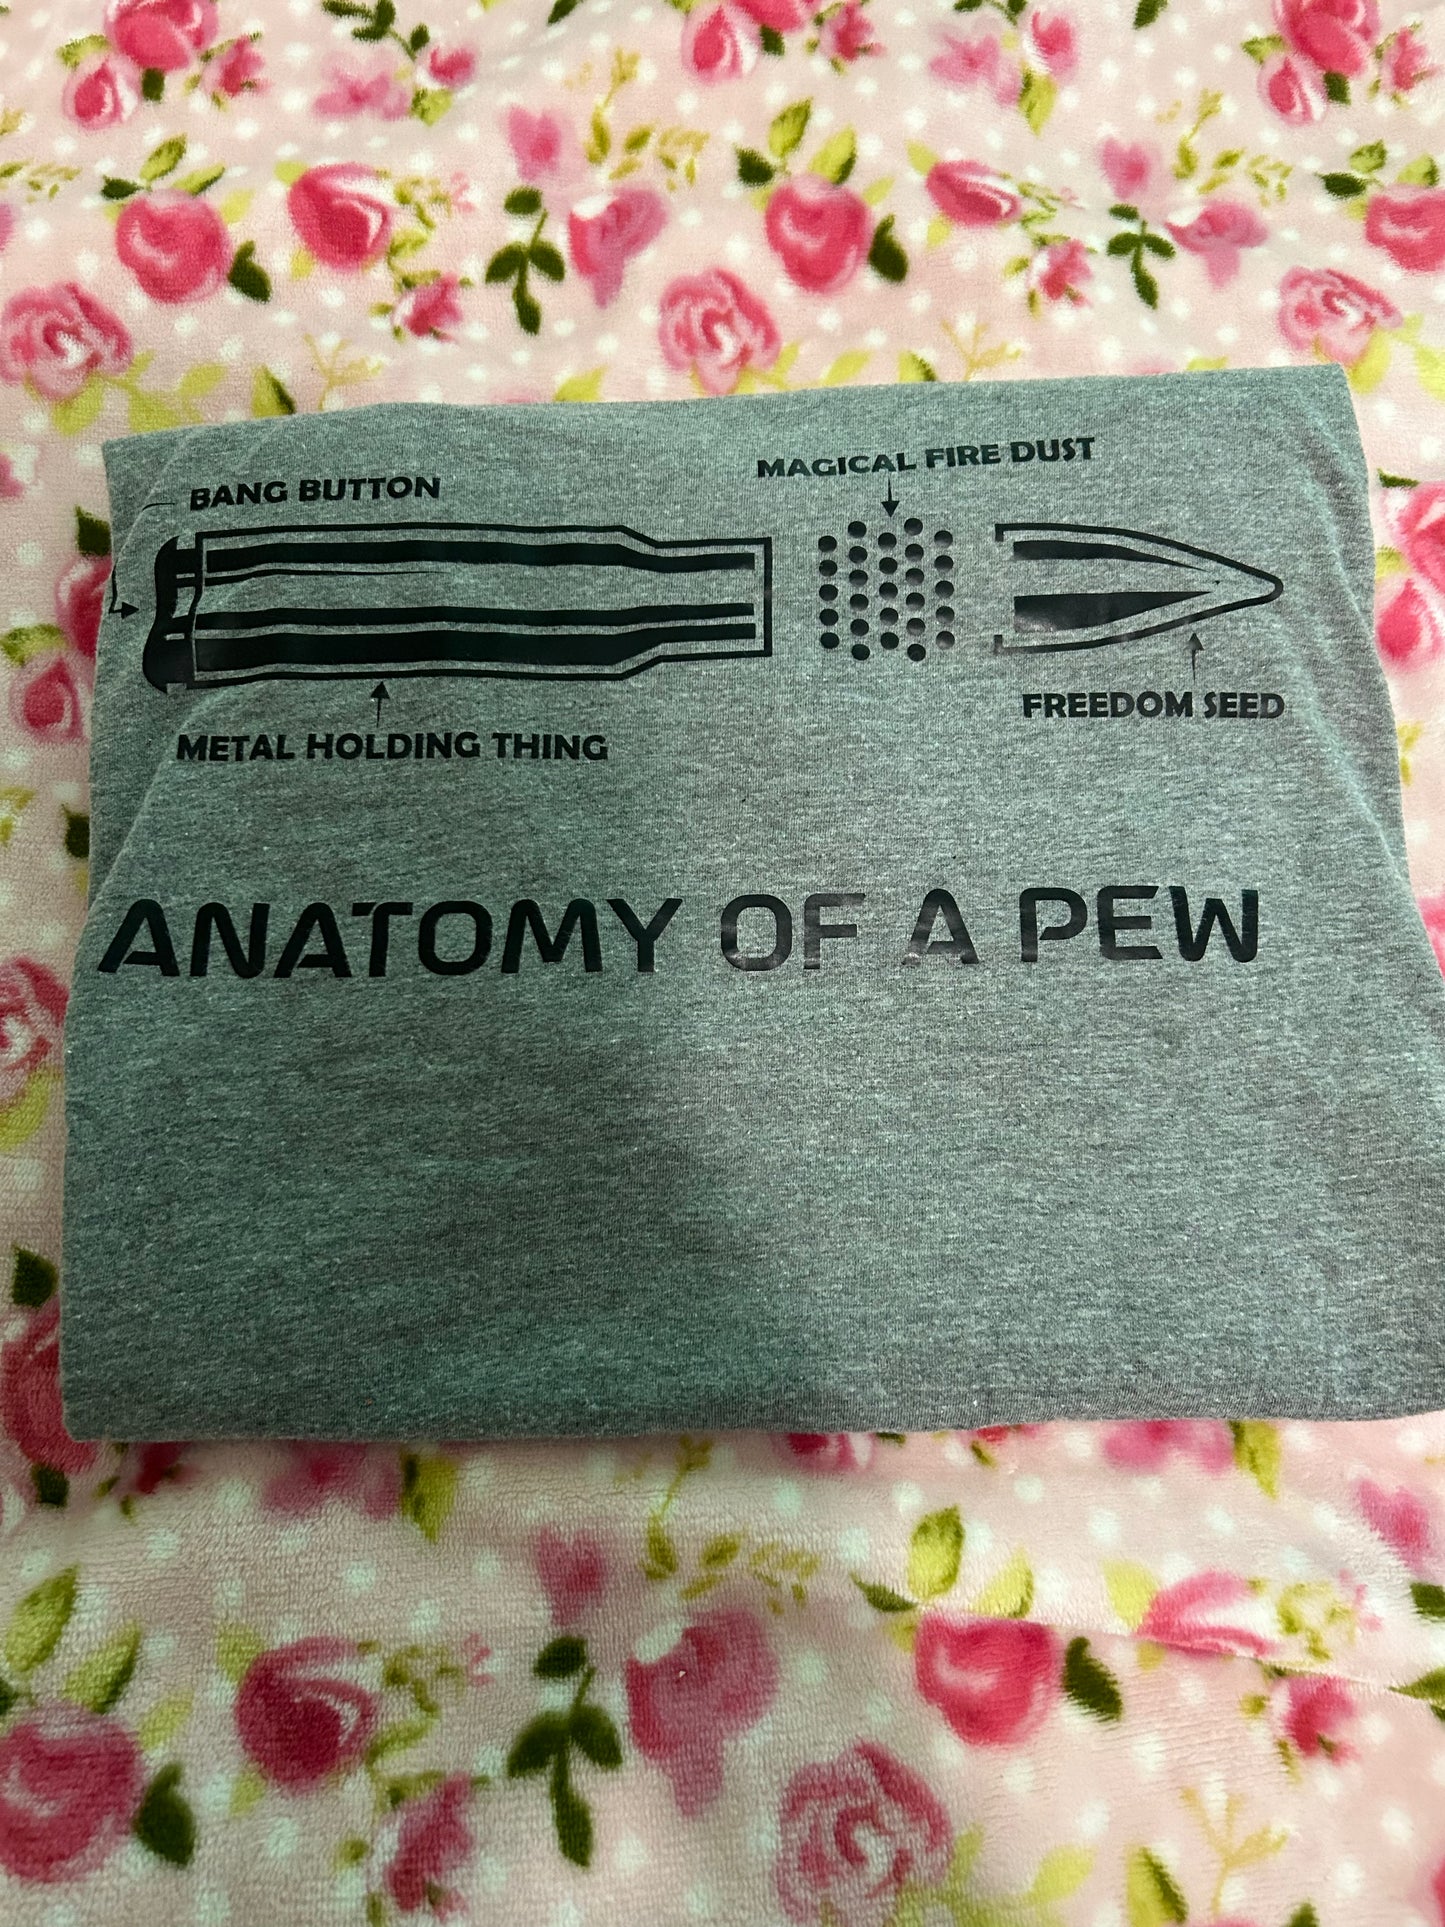 MAGICAL FIRE DUST
BANG BUTTON
FREEDOM SEED
METAL HOLDING THING
ANATOMY OF A PEW